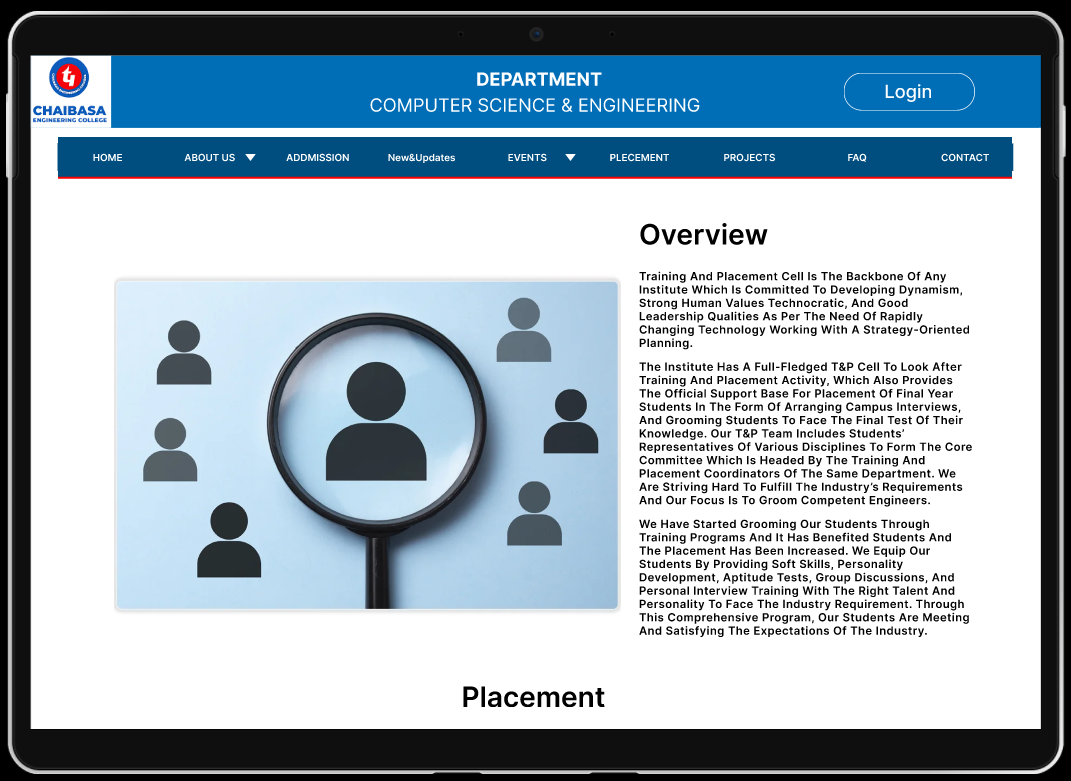 CHAIBASA
ENGINEERING COLLEGE
DEPARTMENT
COMPUTER SCIENCE & ENGINEERING
Login
HOME
ABOUT US
ADDMISSION
New&Updates
EVENTS
PLECEMENT
PROJECTS
FAQ
CONTACT
Overview
Training And Placement Cell Is The Backbone Of Any
Institute Which Is Committed To Developing Dynamism,
Strong Human Values Technocratic, And Good
Leadership Qualities As Per The Need Of Rapidly
Changing Technology Working With A Strategy-Oriented
Planning.
The Institute Has A Full-Fledged T&P Cell To Look After
Training And Placement Activity, Which Also Provides
The Official Support Base For Placement Of Final Year
Students In The Form Of Arranging Campus Interviews,
And Grooming Students To Face The Final Test Of Their
Knowledge. Our T&P Team Includes Students’
Representatives Of Various Disciplines To Form The Core
Committee Which Is Headed By The Training And
Placement Coordinators Of The Same Department. We
Are Striving Hard To Fulfill The Industry’s Requirements
And Our Focus Is To Groom Competent Engineers.
We Have Started Grooming Our Students Through
Training Programs And It Has Benefited Students And
The Placement Has Been Increased. We Equip Our
Students By Providing Soft Skills, Personality
Development, Aptitude Tests, Group Discussions, And
Personal Interview Training With The Right Talent And
Personality To Face The Industry Requirement. Through
This Comprehensive Program, Our Students Are Meeting
And Satisfying The Expectations Of The Industry.
Placement